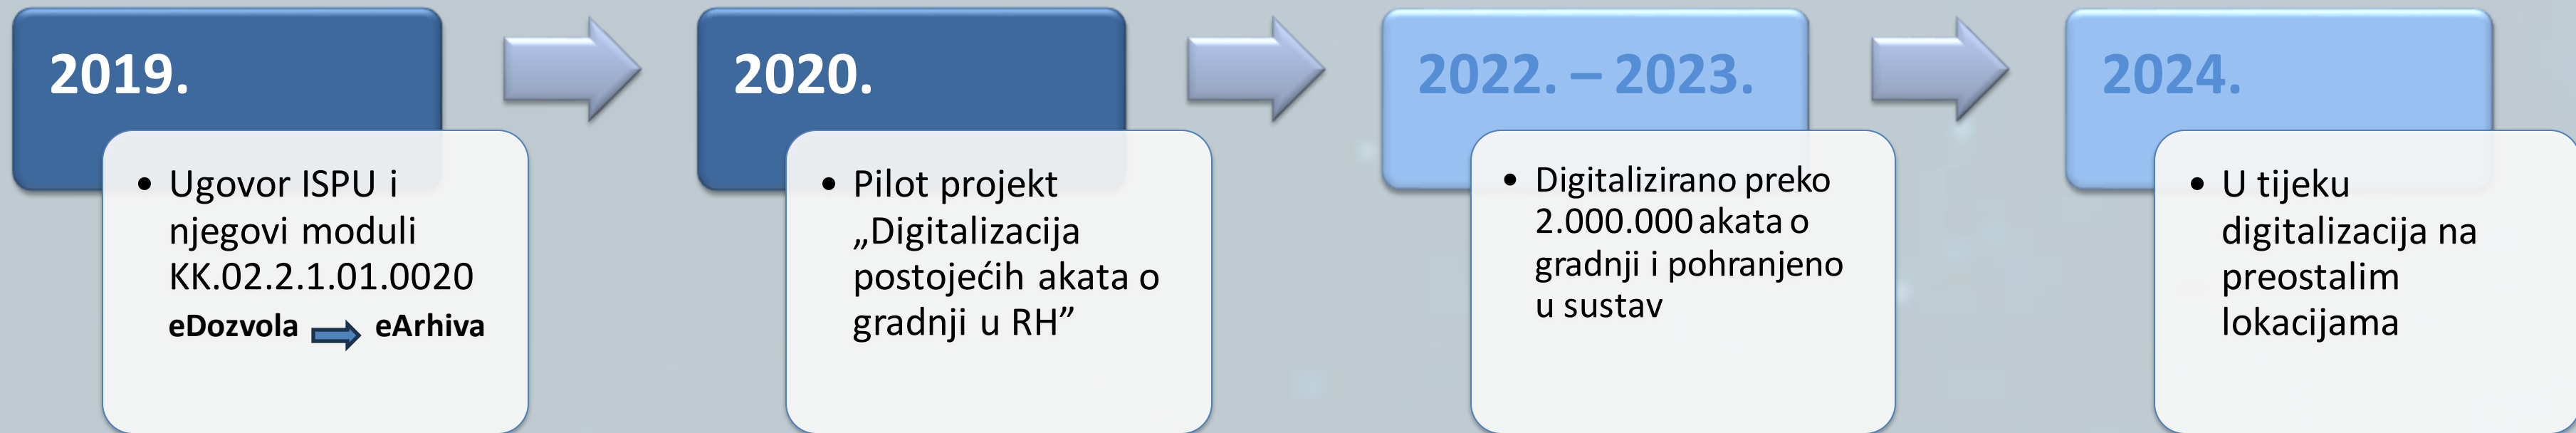 2019.
• Ugovor ISPU i
njegovi moduli
KK.02.2.1.01.0020
eDozvola eArhiva
2020.
• Pilot projekt
„Digitalizacija
postojećih akata o
gradnji u RH”
2022. – 2023.
• Digitalizirano preko
2.000.000 akata o
gradnji i pohranjeno
u sustav
2024.
• U tijeku
digitalizacija na
preostalim
lokacijama